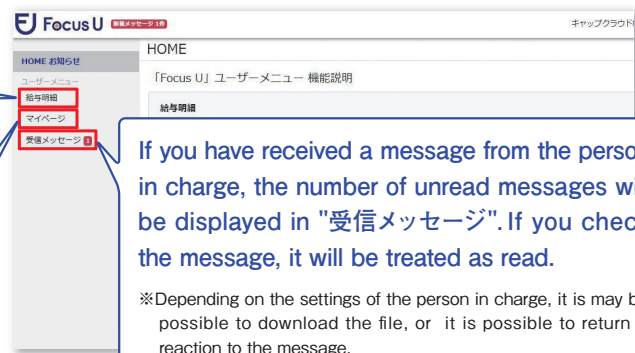 Focus U 新着メッセージ 1件
キャップクラウド
HOME
HOME お知らせ
「Focus U」ユーザーメニュー 機能説明
ユーザーメニュー
給与明細
給与明細
マイページ
受信メッセージ 1
If you have received a message from the perso
in charge, the number of unread messages wi
be displayed in "受信メッセージ". If you chec
the message, it will be treated as read.
※Depending on the settings of the person in charge, it is may b
possible to download the file, or it is possible to return
reaction to the message.